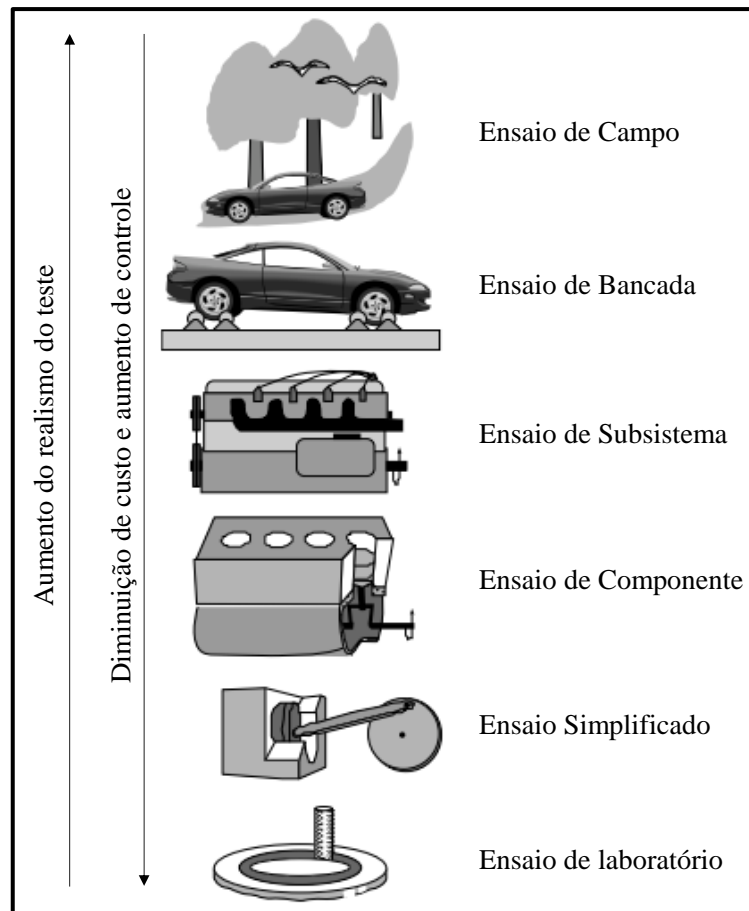 Aumento do realismo do teste
Diminuição de custo e aumento de controle
Ensaio de Campo
Ensaio de Bancada
Ensaio de Subsistema
Ensaio de Componente
Ensaio Simplificado
Ensaio de laboratório